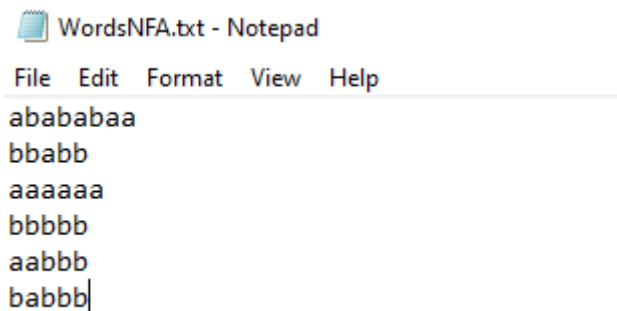 WordsNFA.txt - Notepad
File Edit Format View Help
abababaa
bbabb
aaaaaa
bbbbb
aabbb
babbb